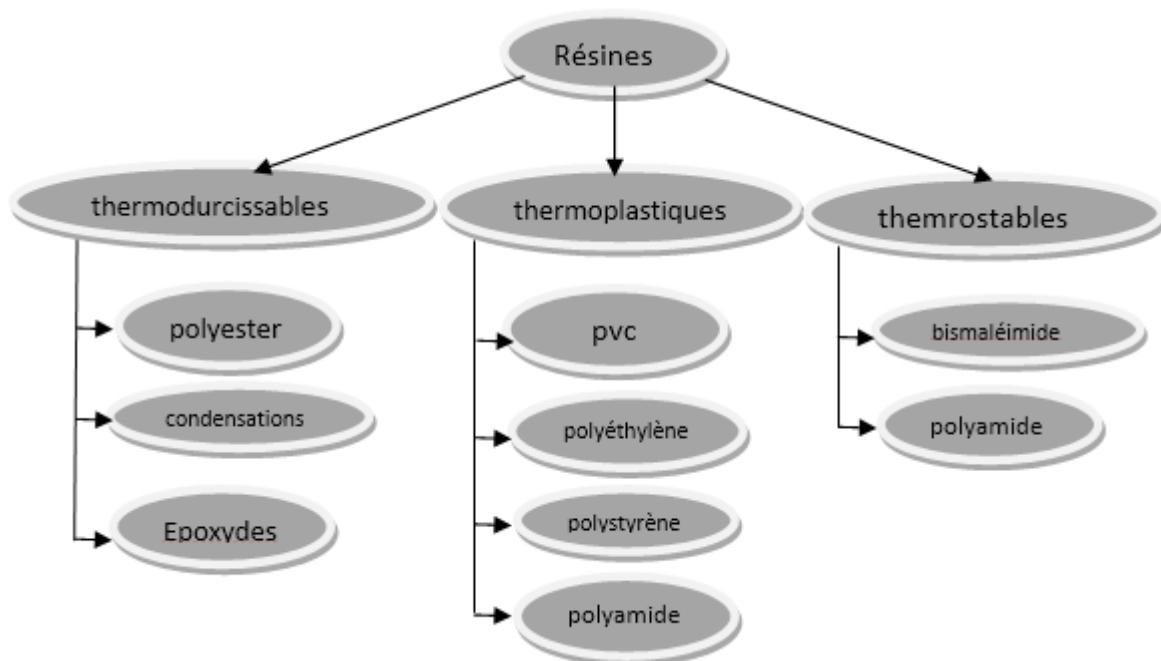 Résines
thermodurcissables
thermoplastiques
themrostables
polyester
condensations
Epoxydes
pvc
polyéthylène
polystyrène
polyamide
bismaléimide
polyamide